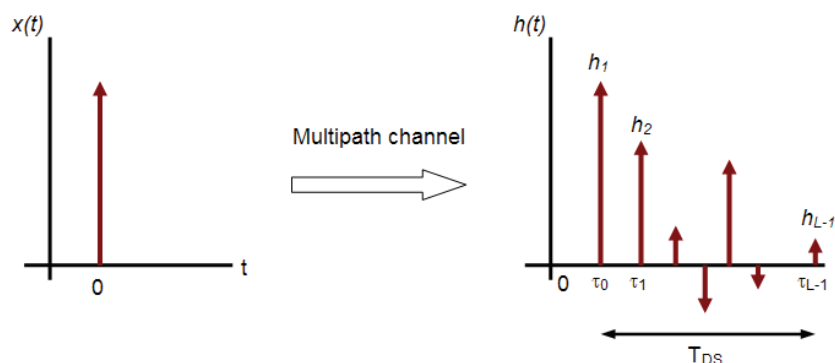 x(t)
0
t
Multipath channel
h(t)
h1
h2
hL-1
0
τ0
τ1
τL-1
TDS